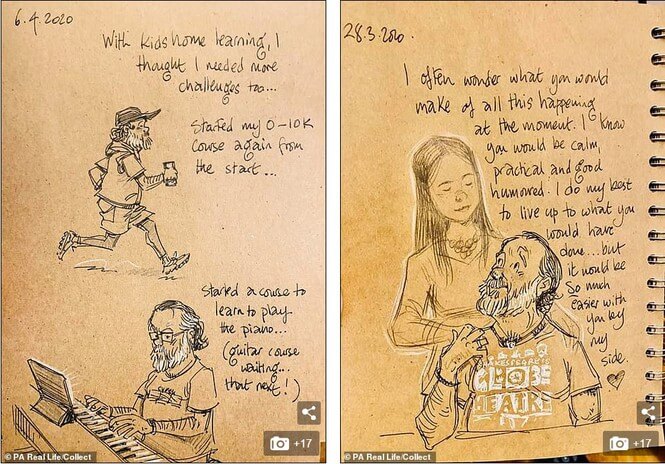 6.4.2020
With kids home learning, I
thought I needed more
challenges too...
Started my 0-10K
course again from
the start...
started a course to
learn to play
the piano...
(guitar course
waiting...
that next!)
+17
© PA Real Life/Collect
28.3.2020.
I often wonder what you would
make of all this happening
at the moment. I know
you would be calm,
practical and good
humoured. I do my best
to live up to what you
would have
done... but
it would be
so much
easier with
you by
my
side.
GLOBE
THEATRE
+17
© PA Real Life/Collect